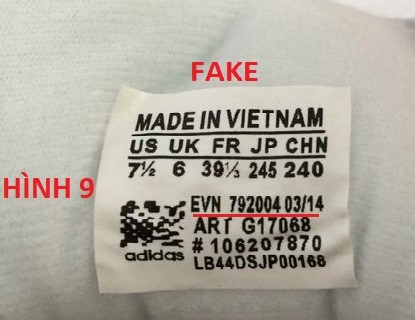 FAKE
MADE IN VIETNAM
US UK FR JP CHN
7½ 6 39⅓ 245 240
HÌNH 9
EVN 792004 03/14
ART G17068
# 106207870
adidas
LB44DSJP00168